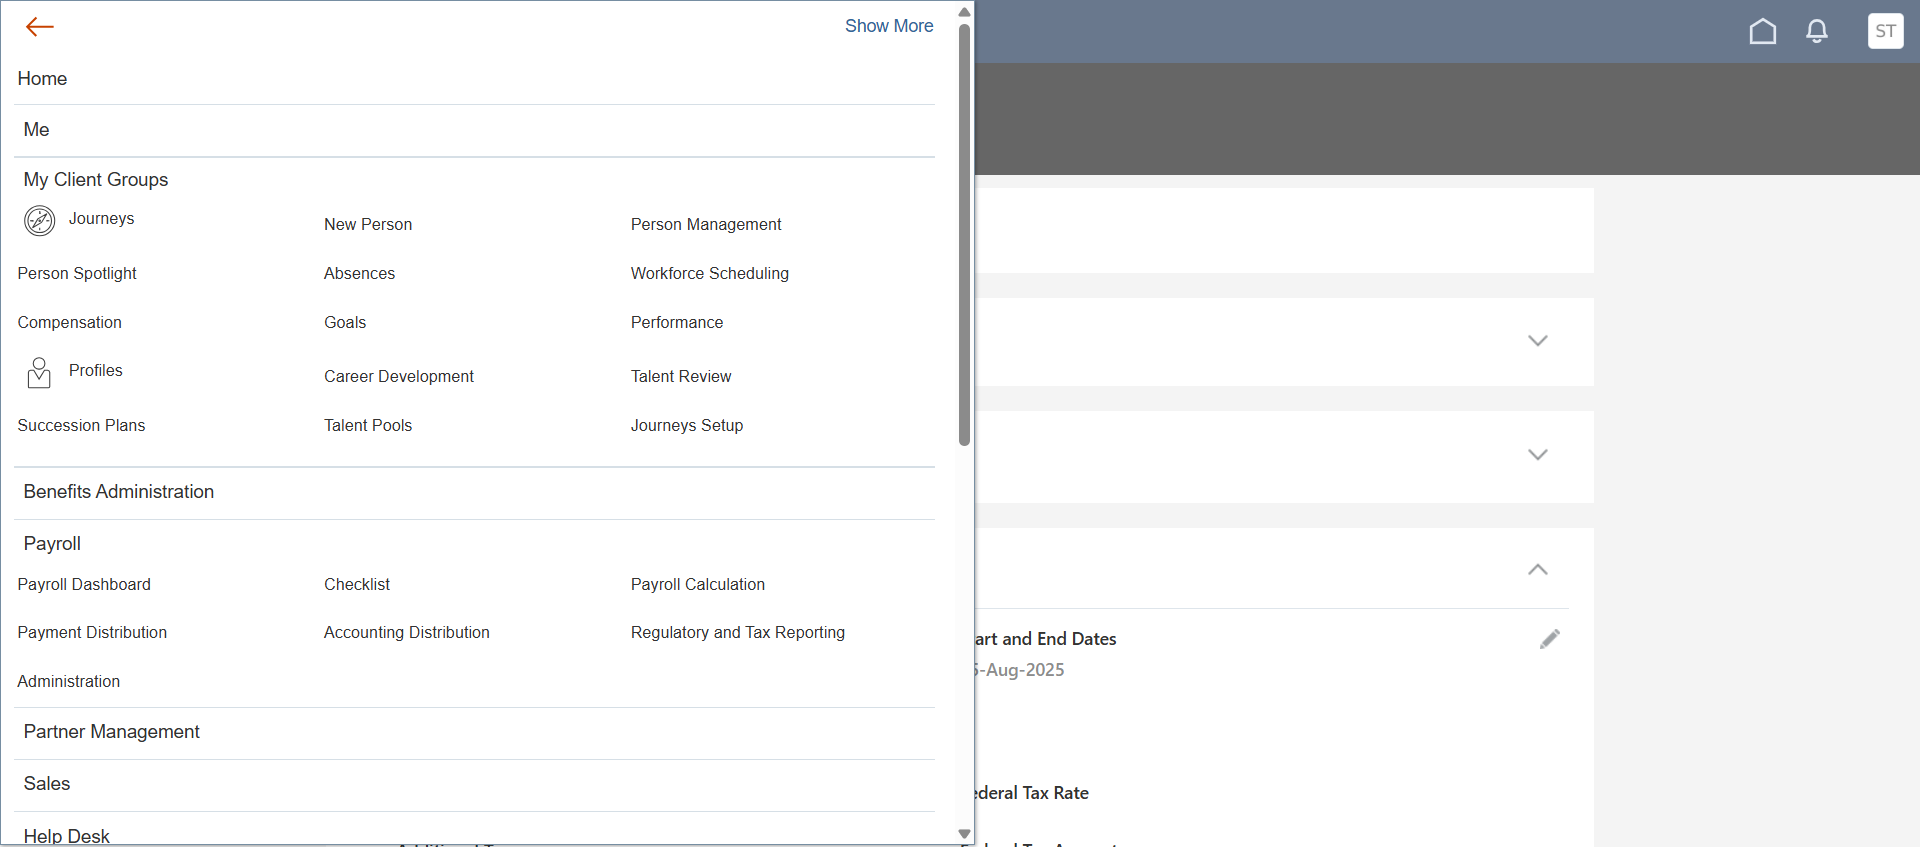 Show More
ST
Home
Me
My Client Groups
Journeys
New Person
Person Management
Person Spotlight
Absences
Workforce Scheduling
Compensation
Goals
Performance
Profiles
Career Development
Talent Review
Succession Plans
Talent Pools
Journeys Setup
Benefits Administration
Payroll
Payroll Dashboard
Checklist
Payroll Calculation
Payment Distribution
Accounting Distribution
Regulatory and Tax Reporting
Administration
Partner Management
Sales
Help Desk
art and End Dates
5-Aug-2025
ederal Tax Rate